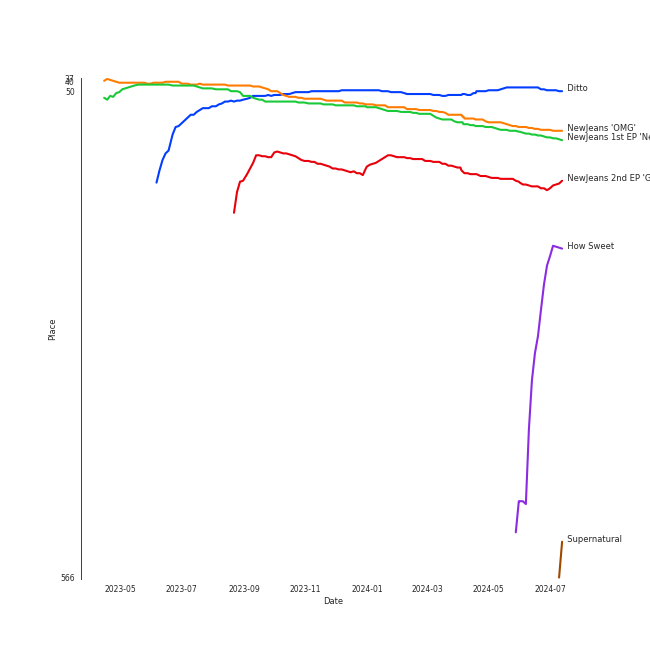 37
40
50
Ditto
NewJeans 'OMG'
NewJeans 1st EP 'Ne
NewJeans 2nd EP 'G
How Sweet
Place
Supernatural
566
2023-05 2023-07 2023-09 2023-11 2024-01 2024-03 2024-05 2024-07
Date